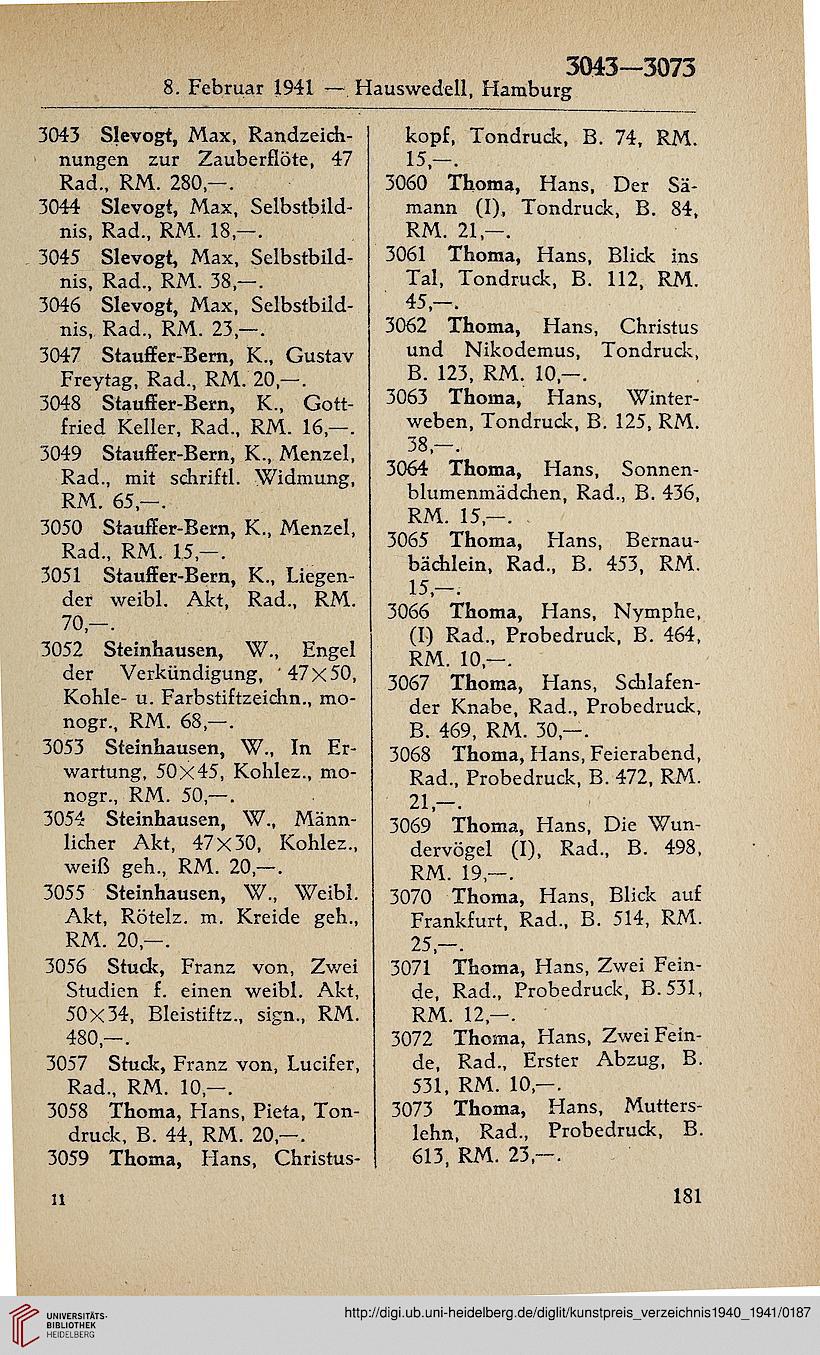 3043—3073
8. Februar 1941 — Hauswedell, Hamburg
3043 Slevogt, Max, Randzeich-
nungen zur Zauberflöte, 47
Rad., RM. 280,—.
3044 Slevogt, Max, Selbstbild-
nis, Rad., RM. 18,—.
3045 Slevogt, Max, Selbstbild-
nis, Rad., RM. 38,—.
3046 Slevogt, Max, Selbstbild-
nis, Rad., RM. 23,—.
3047 Stauffer-Bern, K., Gustav
Freytag, Rad., RM. 20,—.
3048 Stauffer-Bern, K., Gott-
fried Keller, Rad., RM. 16,—.
3049 Stauffer-Bern, K., Menzel,
Rad., mit schriftl. Widmung,
RM. 65,—.
3050 Stauffer-Bern, K., Menzel,
Rad., RM. 15,—.
3051 Stauffer-Bern, K., Liegen-
der weibl. Akt, Rad., RM.
70,—.
3052 Steinhausen, W., Engel
der Verkündigung, 47×50,
Kohle- u. Farbstiftzeichn., mo-
nogr., RM. 68,—.
3053 Steinhausen, W., In Er-
wartung, 50×45, Kohlez., mo-
nogr., RM. 50,—.
3054 Steinhausen, W., Männ-
licher Akt, 47×30, Kohlez.,
weiß geh., RM. 20,—.
3055 Steinhausen, W., Weibl.
Akt, Rötelz. m. Kreide geh.,
RM. 20,—.
3056 Stuck, Franz von, Zwei
Studien f. einen weibl. Akt,
50×34, Bleistiftz., sign., RM.
480,—.
3057 Stuck, Franz von, Lucifer,
Rad., RM. 10,—.
3058 Thoma, Hans, Pieta, Ton-
druck, B. 44, RM. 20,—.
3059 Thoma, Hans, Christus-
kopf, Tondruck, B. 74, RM.
15,—.
3060 Thoma, Hans, Der Sä-
mann (I), Tondruck, B. 84,
RM. 21,—.
3061 Thoma, Hans, Blick ins
Tal, Tondruck, B. 112, RM.
45,—.
3062 Thoma, Hans, Christus
und Nikodemus, Tondruck,
B. 123, RM. 10,—.
3063 Thoma, Hans, Winter-
weben, Tondruck, B. 125, RM.
38,—.
3064 Thoma, Hans, Sonnen-
blumenmädchen, Rad., B. 436,
RM. 15,—.
3065 Thoma, Hans, Bernau-
bächlein, Rad., B. 453, RM.
15,—.
3066 Thoma, Hans, Nymphe,
(I) Rad., Probedruck, B. 464,
RM. 10,—.
3067 Thoma, Hans, Schlafen-
der Knabe, Rad., Probedruck,
B. 469, RM. 30,—.
3068 Thoma, Hans, Feierabend,
Rad., Probedruck, B. 472, RM.
21,—.
3069 Thoma, Hans, Die Wun-
dervögel (I), Rad., B. 498,
RM. 19,—.
3070 Thoma, Hans, Blick auf
Frankfurt, Rad., B. 514, RM.
25,—.
3071 Thoma, Hans, Zwei Fein-
de, Rad., Probedruck, B. 531,
RM. 12,—.
3072 Thoma, Hans, Zwei Fein-
de, Rad., Erster Abzug, B.
531, RM. 10,—.
3073 Thoma, Hans, Mutters-
lehn, Rad., Probedruck, B.
613, RM. 23,—.
11
181
UNIVERSITÄTS-
BIBLIOTHEK
HEIDELBERG
http://digi.ub.uni-heidelberg.de/diglit/kunstpreis_verzeichnis1940_1941/0187